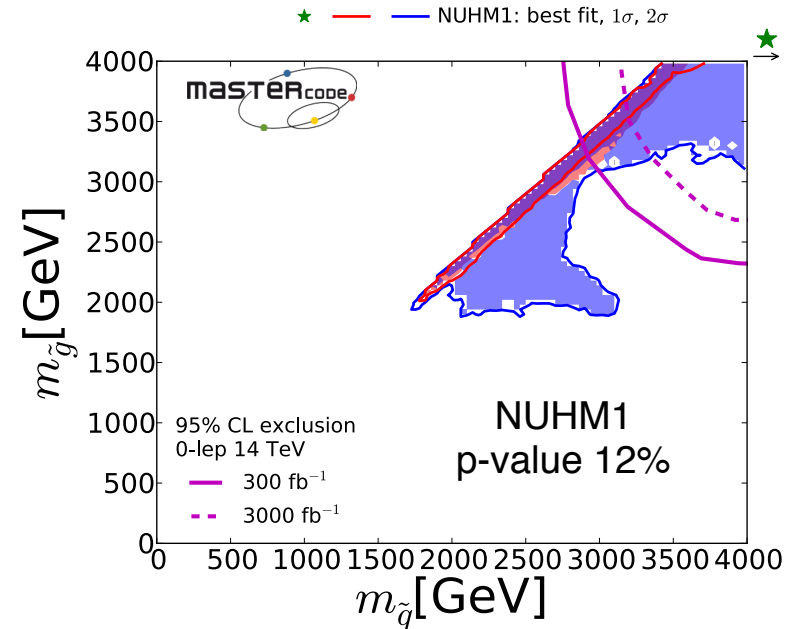 NUHM1: best fit, 1σ, 2σ
MASTERCODE
4000
3500
3000
2500
2000
1500
1000
500
0
m_g̃ [GeV]
NUHM1
p-value 12%
95% CL exclusion
0-lep 14 TeV
300 fb⁻¹
3000 fb⁻¹
0 500 1000 1500 2000 2500 3000 3500 4000
m_q̃ [GeV]